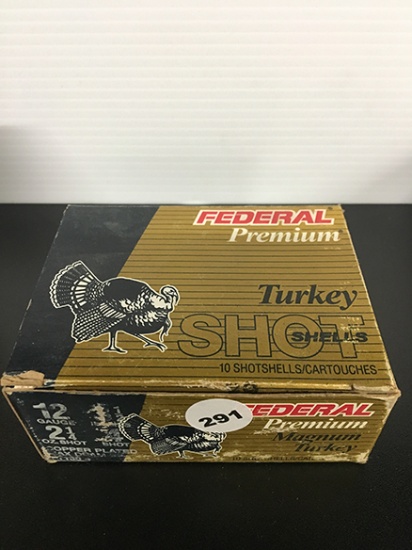 FEDERAL
Premium
Turkey
SHOT
SHELLS
10 SHOTSHELLS/CARTOUCHES
12
GAUGE
2¼
OZ. SHOT
SHOT
COPPER PLATED
291
FEDERAL
Premium
Magnum
Turkey